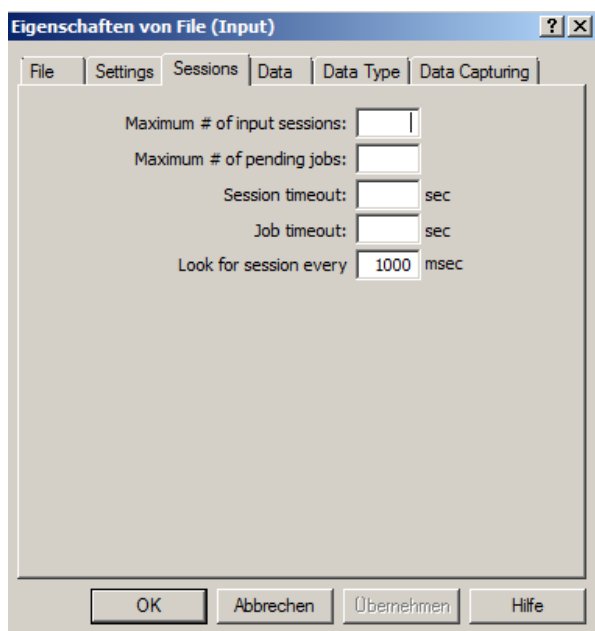 Eigenschaften von File (Input)
File Settings Sessions Data Data Type Data Capturing
Maximum # of input sessions:
Maximum # of pending jobs:
Session timeout: sec
Job timeout: sec
Look for session every 1000 msec
OK Abbrechen Übernehmen Hilfe